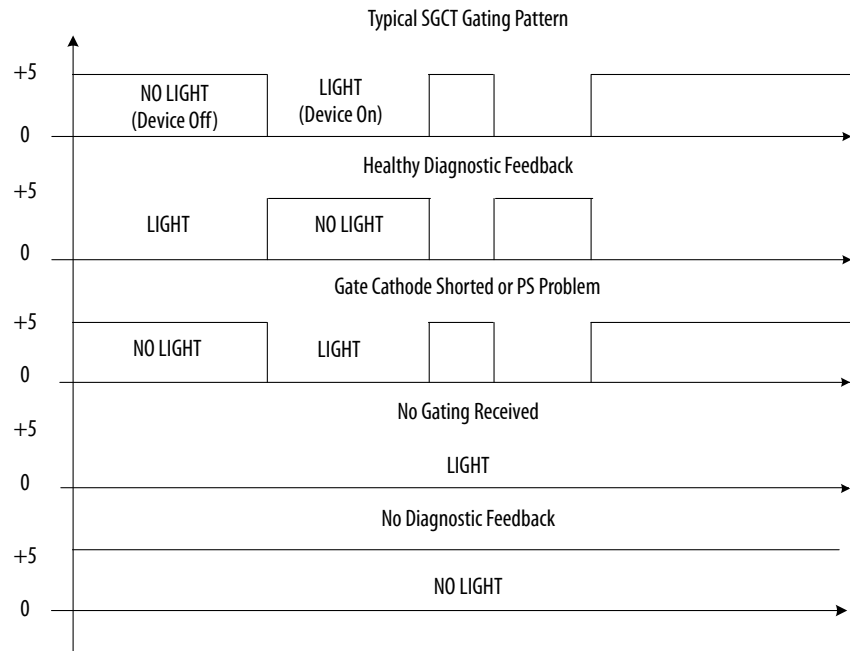 Typical SGCT Gating Pattern
+5
NO LIGHT
(Device Off)
LIGHT
(Device On)
0
Healthy Diagnostic Feedback
+5
LIGHT
NO LIGHT
0
Gate Cathode Shorted or PS Problem
+5
NO LIGHT
LIGHT
0
No Gating Received
+5
LIGHT
0
No Diagnostic Feedback
+5
NO LIGHT
0